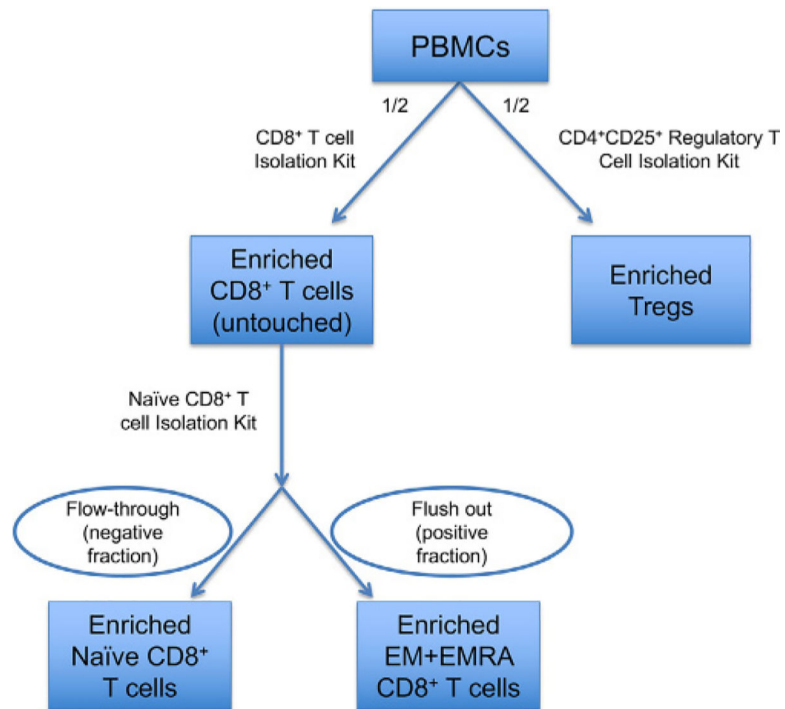 PBMCs
1/2
1/2
CD8⁺ T cell
Isolation Kit
CD4⁺CD25⁺ Regulatory T
Cell Isolation Kit
Enriched
CD8⁺ T cells
(untouched)
Enriched
Tregs
Naïve CD8⁺ T
cell Isolation Kit
Flow-through
(negative
fraction)
Flush out
(positive
fraction)
Enriched
Naïve CD8⁺
T cells
Enriched
EM+EMRA
CD8⁺ T cells